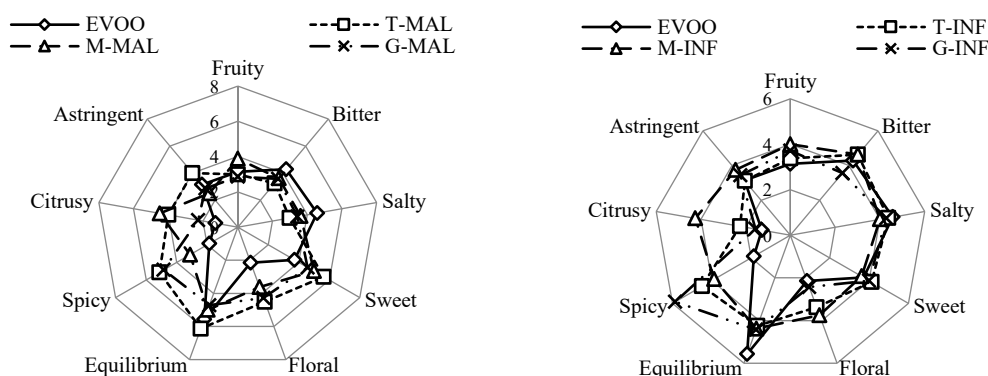 EVOO T-MAL
M-MAL G-MAL
Fruity
8
6
4
Astringent Bitter
Citrusy Salty
Spicy Sweet
Equilibrium Floral
EVOO T-INF
M-INF G-INF
Fruity
6
4
2
0
Astringent Bitter
Citrusy Salty
Spicy Sweet
Equilibrium Floral